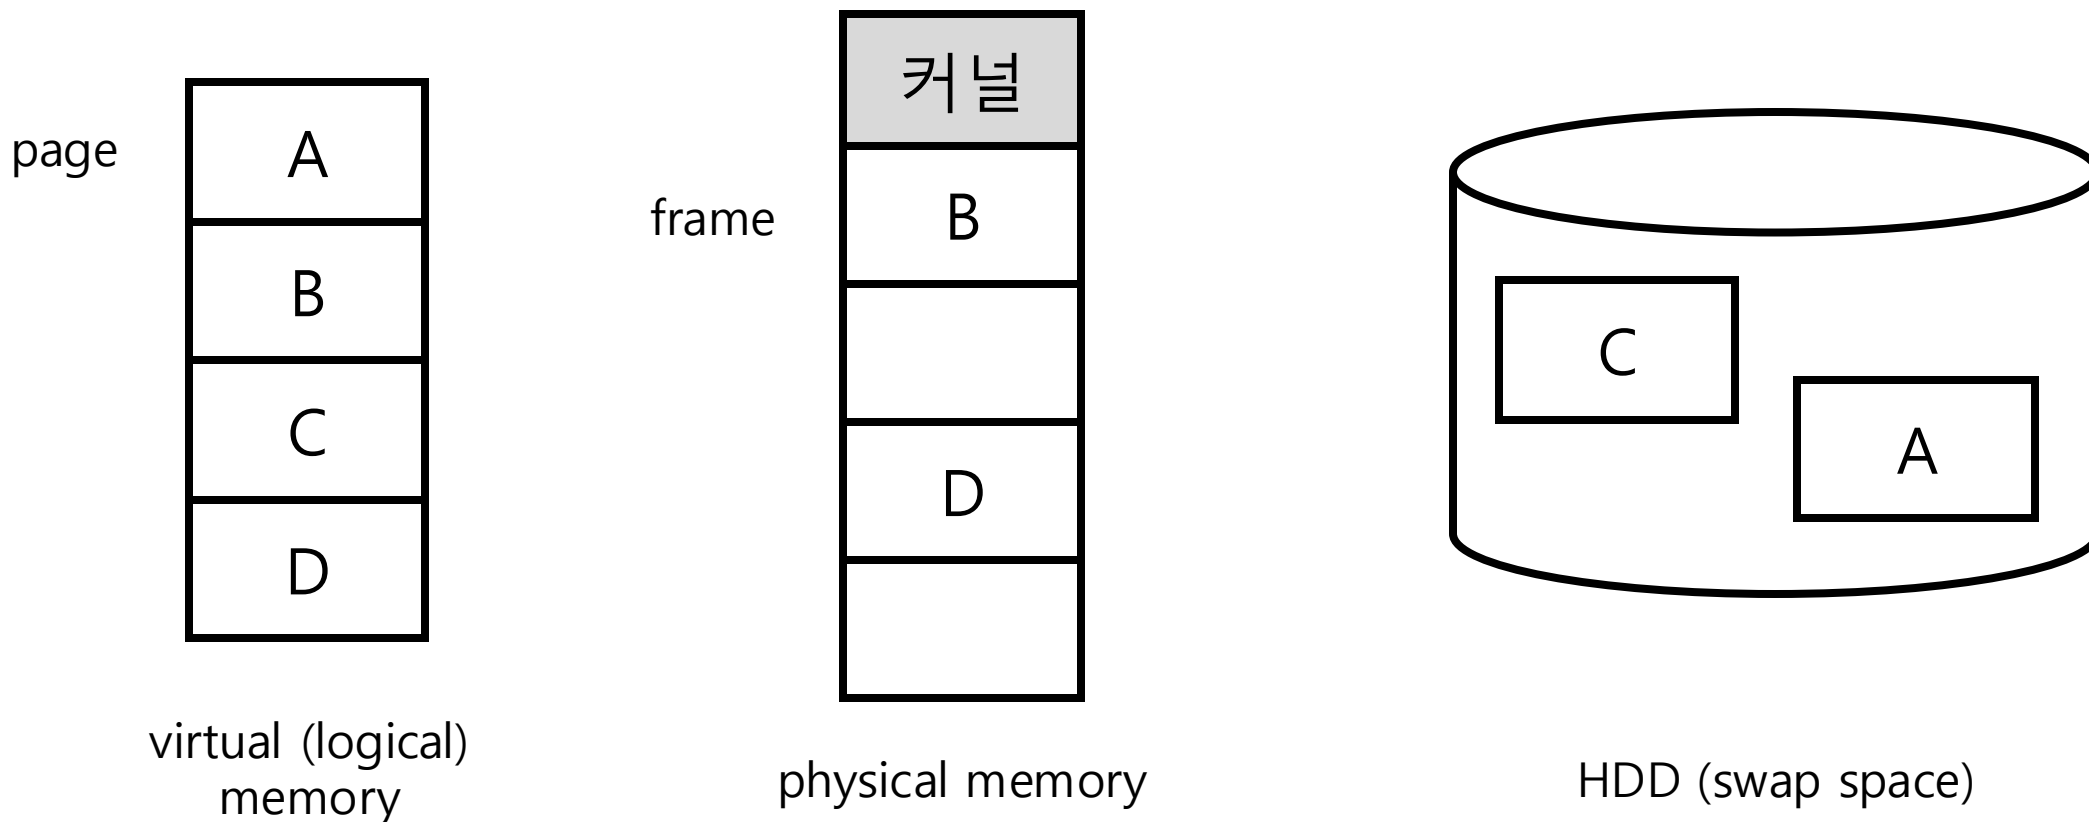 page
A
B
C
D
virtual (logical)
memory
frame
커널
B
D
physical memory
C
A
HDD (swap space)